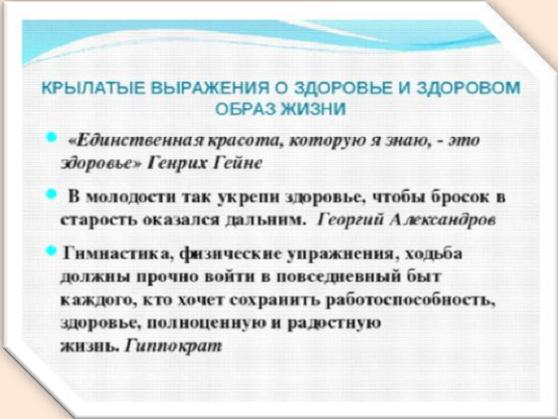 КРЫЛАТЫЕ ВЫРАЖЕНИЯ О ЗДОРОВЬЕ И ЗДОРОВОМ
ОБРАЗ ЖИЗНИ
«Единственная красота, которую я знаю, - это
здоровье» Генрих Гейне
В молодости так укрепи здоровье, чтобы бросок в
старость оказался дальним. Георгий Александров
Гимнастика, физические упражнения, ходьба
должны прочно войти в повседневный быт
каждого, кто хочет сохранить работоспособность,
здоровье, полноценную и радостную
жизнь. Гиппократ